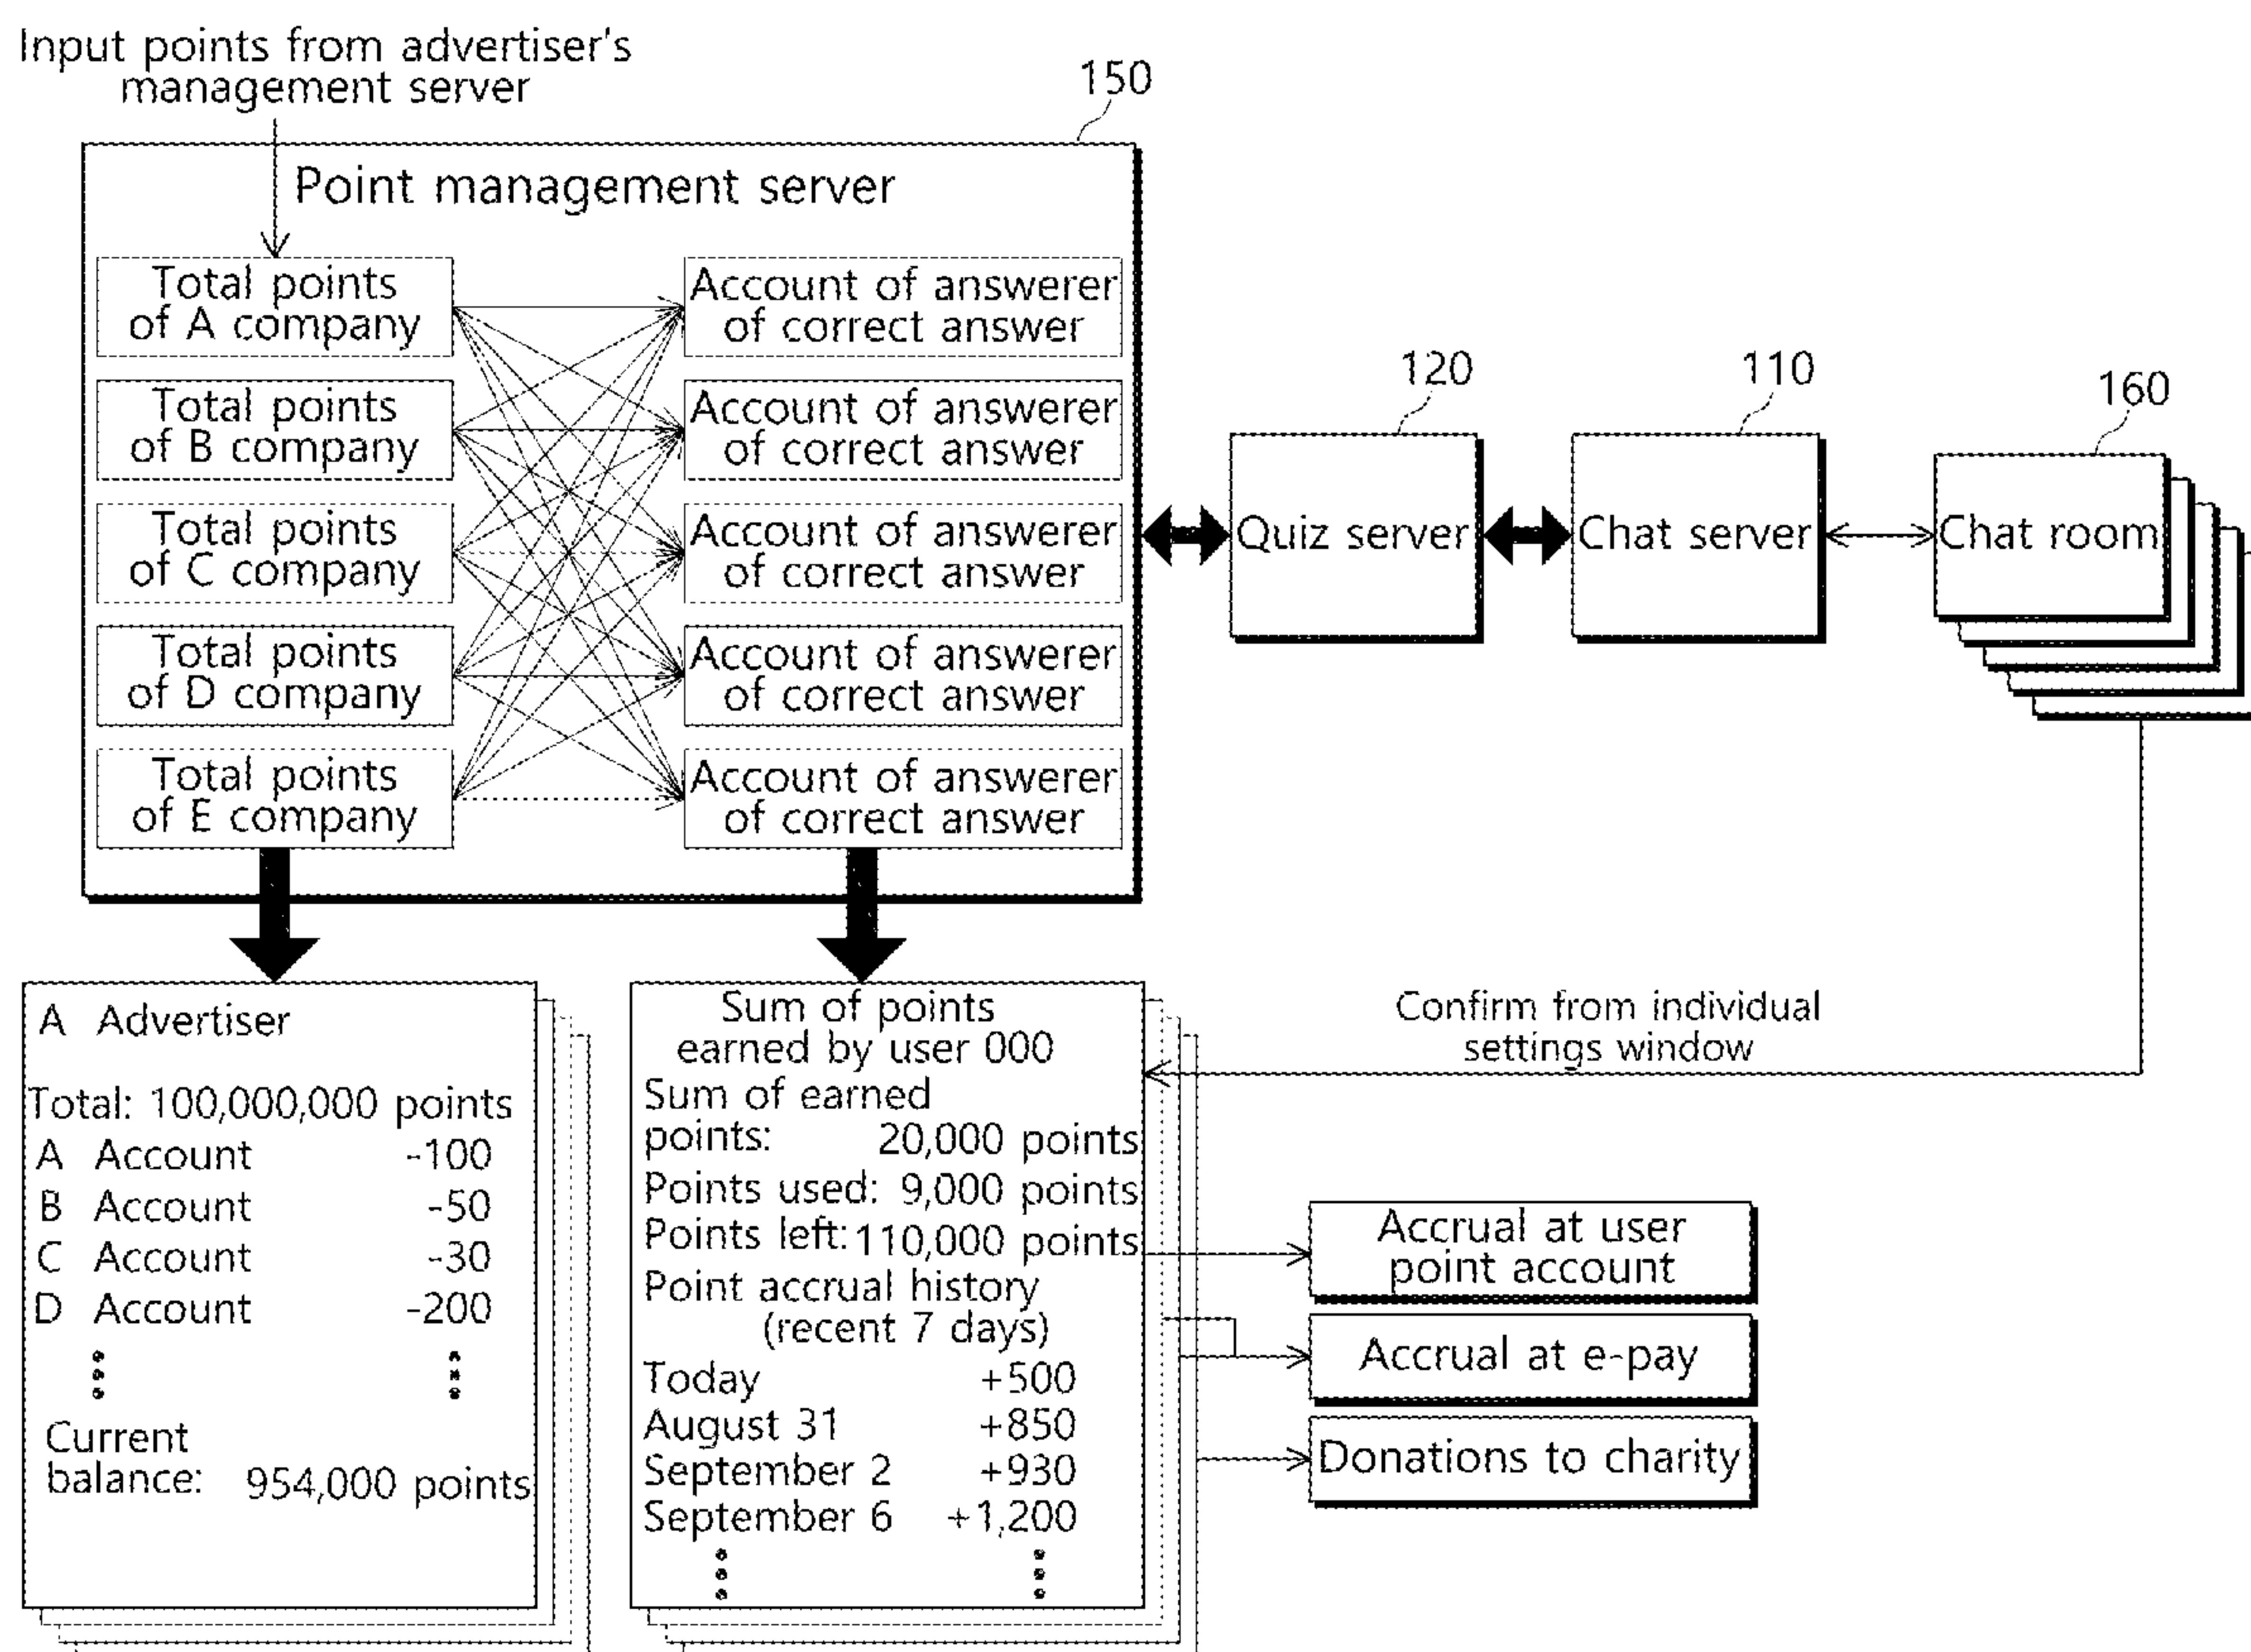 Input points from advertiser's
management server
150
Point management server
Total points
of A company
Account of answerer
of correct answer
Total points
of B company
Account of answerer
of correct answer
Total points
of C company
Account of answerer
of correct answer
Total points
of D company
Account of answerer
of correct answer
Total points
of E company
Account of answerer
of correct answer
120
Quiz server
110
Chat server
160
Chat room
A Advertiser
Total: 100,000,000 points
A Account -100
B Account -50
C Account -30
D Account -200
Current
balance: 954,000 points
Sum of points
earned by user 000
Sum of earned
points: 20,000 points
Points used: 9,000 points
Points left: 110,000 points
Point accrual history
(recent 7 days)
Today +500
August 31 +850
September 2 +930
September 6 +1,200
Confirm from individual
settings window
Accrual at user
point account
Accrual at e-pay
Donations to charity